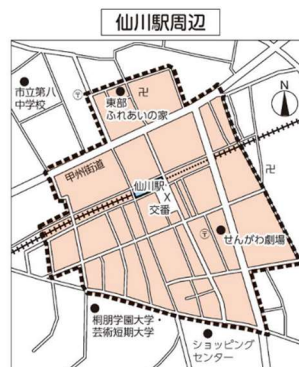 仙川駅周辺
市立第八
中学校
〒
東部
ふれあいの家
卍
N
甲州街道
仙川駅
X
交番
卍
〒
せんがわ劇場
桐朋学園大学・
芸術短期大学
ショッピング
センター